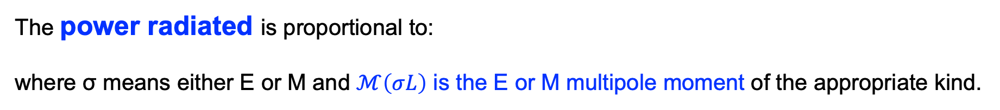 The power radiated is proportional to:
where σ means either E or M and ℳ(σL) is the E or M multipole moment of the appropriate kind.